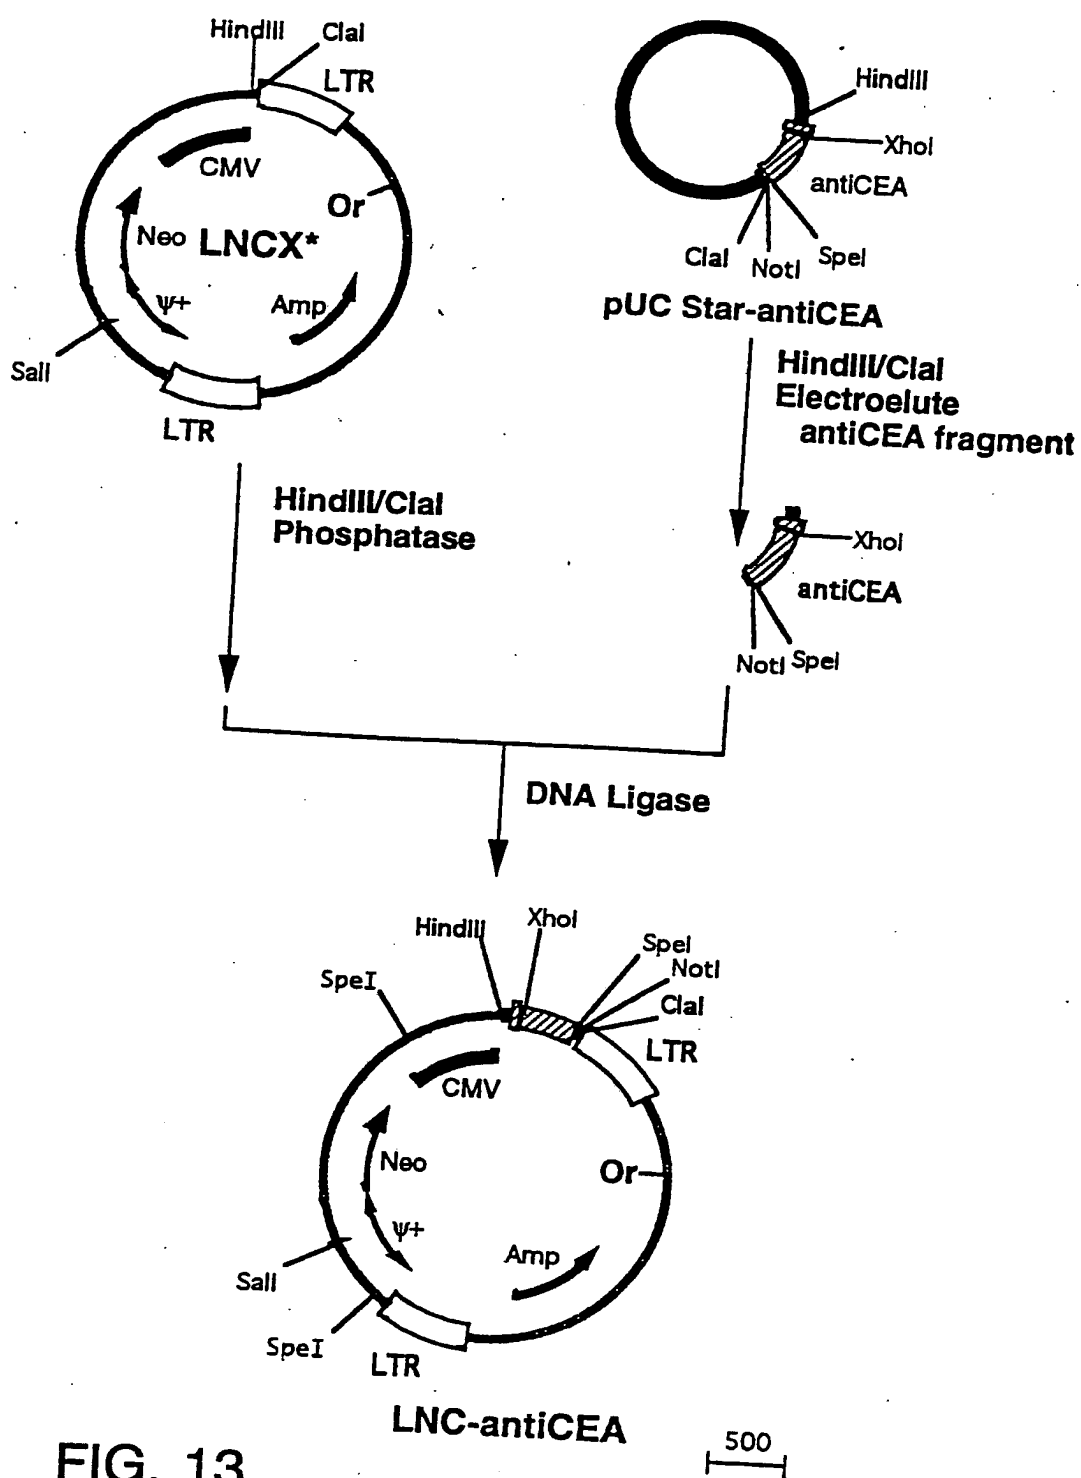 HindIII
ClaI
LTR
CMV
Or
Neo
LNCX*
ψ+
Amp
SalI
LTR
HindIII
XhoI
antiCEA
ClaI
NotI
SpeI
pUC Star-antiCEA
HindIII/ClaI
Electroelute
antiCEA fragment
HindIII/ClaI
Phosphatase
XhoI
antiCEA
NotI
SpeI
DNA Ligase
HindIII
XhoI
SpeI
NotI
ClaI
SpeI
LTR
CMV
Neo
Or
ψ+
Amp
SalI
SpeI
LTR
LNC-antiCEA
FIG. 13
500